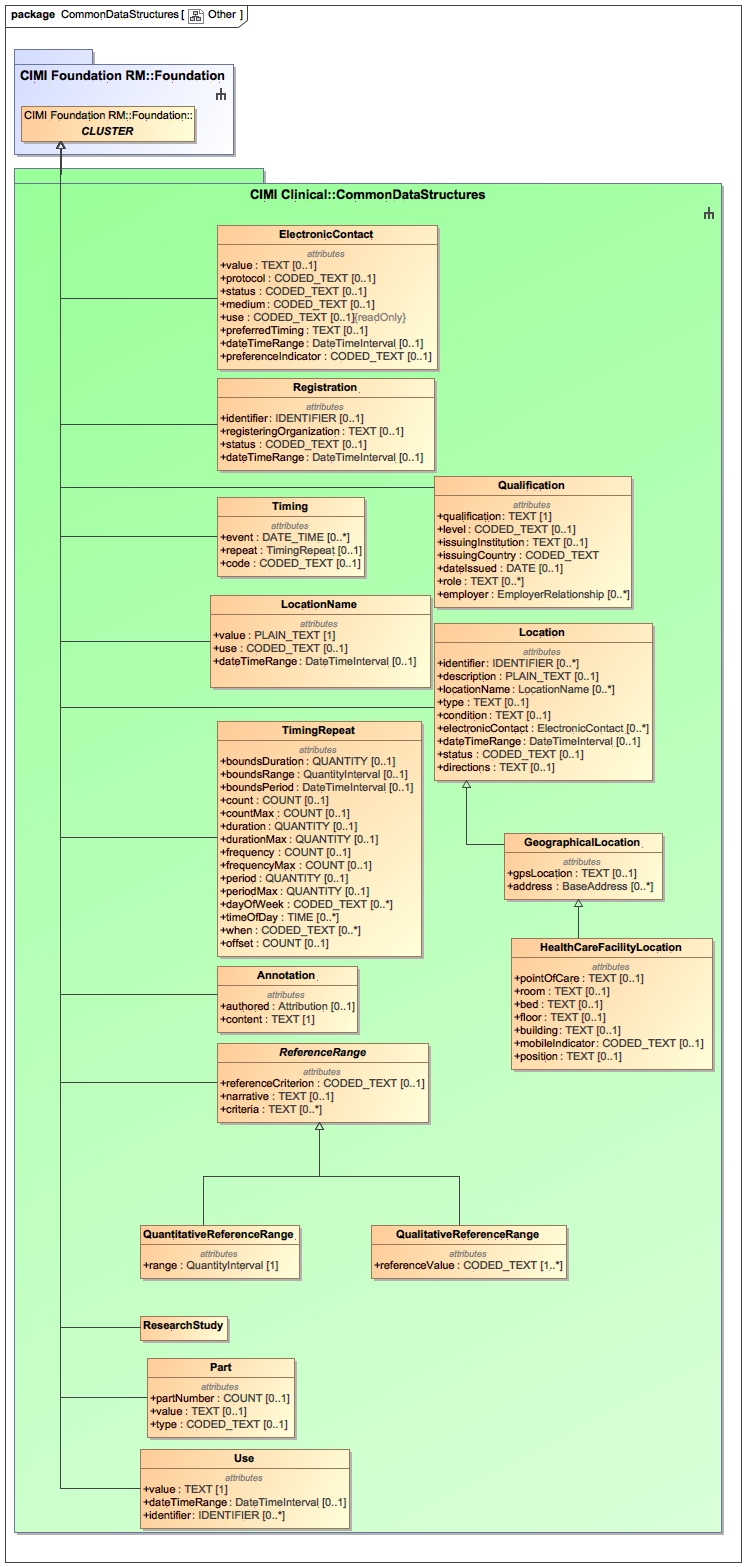 package CommonDataStructures [ Other ]
CIMI Foundation RM::Foundation
CIMI Foundation RM::Foundation::
CLUSTER
CIMI Clinical::CommonDataStructures
ElectronicContact
attributes
+value : TEXT [0..1]
+protocol : CODED_TEXT [0..1]
+status : CODED_TEXT [0..1]
+medium : CODED_TEXT [0..1]
+use : CODED_TEXT [0..1]{readOnly}
+preferredTiming : TEXT [0..1]
+dateTimeRange : DateTimeInterval [0..1]
+preferenceIndicator : CODED_TEXT [0..1]
Registration
attributes
+identifier : IDENTIFIER [0..1]
+registeringOrganization : TEXT [0..1]
+status : CODED_TEXT [0..1]
+dateTimeRange : DateTimeInterval [0..1]
Qualification
attributes
+qualification : TEXT [1]
+level : CODED_TEXT [0..1]
+issuingInstitution : TEXT [0..1]
+issuingCountry : CODED_TEXT
+dateIssued : DATE [0..1]
+role : TEXT [0..*]
+employer : EmployerRelationship [0..*]
Timing
attributes
+event : DATE_TIME [0..*]
+repeat : TimingRepeat [0..1]
+code : CODED_TEXT [0..1]
LocationName
attributes
+value : PLAIN_TEXT [1]
+use : CODED_TEXT [0..1]
+dateTimeRange : DateTimeInterval [0..1]
Location
attributes
+identifier : IDENTIFIER [0..*]
+description : PLAIN_TEXT [0..1]
+locationName : LocationName [0..*]
+type : TEXT [0..1]
+condition : TEXT [0..1]
+electronicContact : ElectronicContact [0..*]
+dateTimeRange : DateTimeInterval [0..1]
+status : CODED_TEXT [0..1]
+directions : TEXT [0..1]
TimingRepeat
attributes
+boundsDuration : QUANTITY [0..1]
+boundsRange : QuantityInterval [0..1]
+boundsPeriod : DateTimeInterval [0..1]
+count : COUNT [0..1]
+countMax : COUNT [0..1]
+duration : QUANTITY [0..1]
+durationMax : QUANTITY [0..1]
+frequency : COUNT [0..1]
+frequencyMax : COUNT [0..1]
+period : QUANTITY [0..1]
+periodMax : QUANTITY [0..1]
+dayOfWeek : CODED_TEXT [0..*]
+timeOfDay : TIME [0..*]
+when : CODED_TEXT [0..*]
+offset : COUNT [0..1]
GeographicalLocation
attributes
+gpsLocation : TEXT [0..1]
+address : BaseAddress [0..*]
HealthCareFacilityLocation
attributes
+pointOfCare : TEXT [0..1]
+room : TEXT [0..1]
+bed : TEXT [0..1]
+floor : TEXT [0..1]
+building : TEXT [0..1]
+mobileIndicator : CODED_TEXT [0..1]
+position : TEXT [0..1]
Annotation
attributes
+authored : Attribution [0..1]
+content : TEXT [1]
ReferenceRange
attributes
+referenceCriterion : CODED_TEXT [0..1]
+narrative : TEXT [0..1]
+criteria : TEXT [0..*]
QuantitativeReferenceRange
attributes
+range : QuantityInterval [1]
QualitativeReferenceRange
attributes
+referenceValue : CODED_TEXT [1..*]
ResearchStudy
Part
attributes
+partNumber : COUNT [0..1]
+value : TEXT [0..1]
+type : CODED_TEXT [0..1]
Use
attributes
+value : TEXT [1]
+dateTimeRange : DateTimeInterval [0..1]
+identifier : IDENTIFIER [0..*]